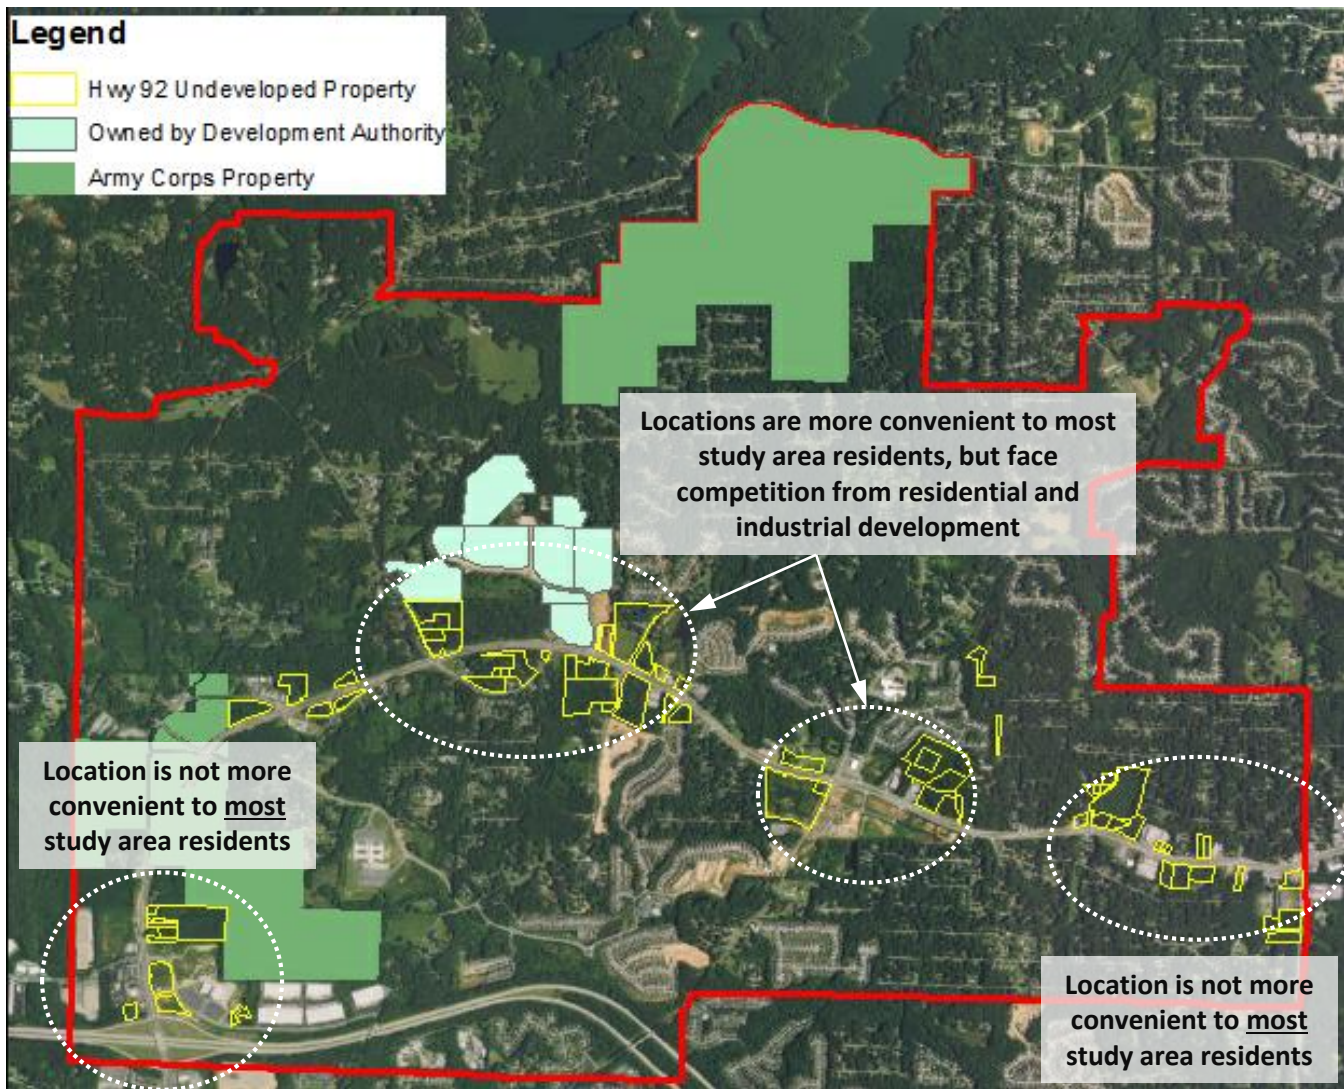 Legend
Hwy 92 Undeveloped Property
Owned by Development Authority
Army Corps Property
Locations are more convenient to most
study area residents, but face
competition from residential and
industrial development
Location is not more
convenient to most
study area residents
Location is not more
convenient to most
study area residents